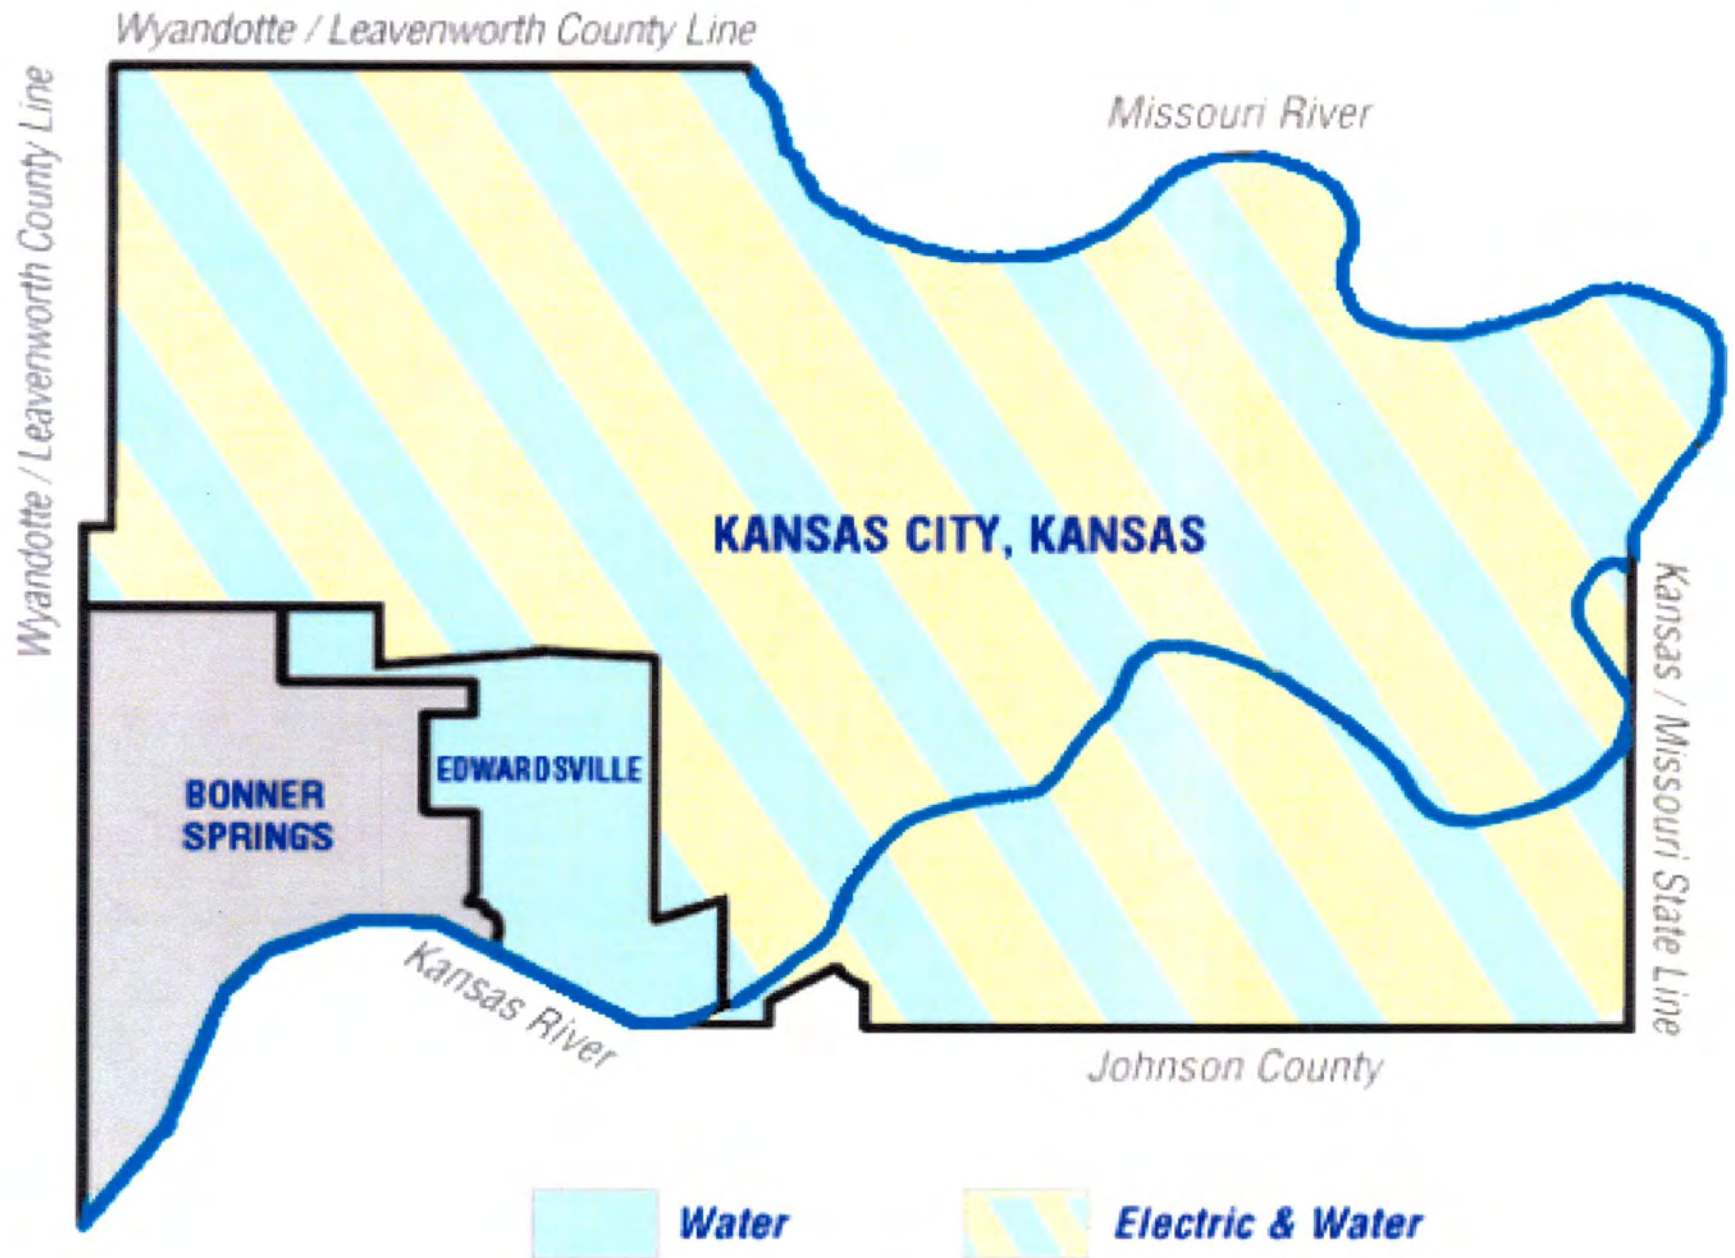 Wyandotte / Leavenworth County Line
Wyandotte / Leavenworth County Line
Missouri River
KANSAS CITY, KANSAS
Kansas / Missouri State Line
EDWARDSVILLE
BONNER
SPRINGS
Kansas River
Johnson County
Water
Electric & Water